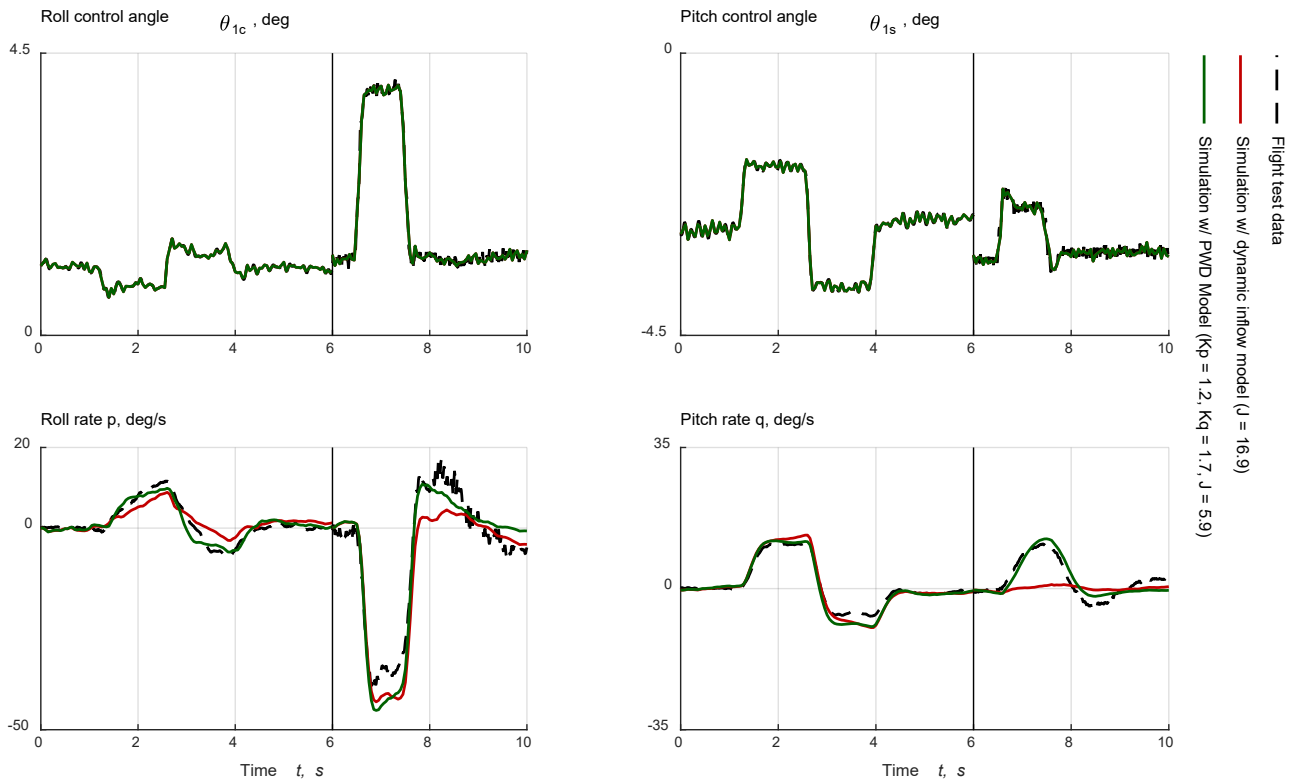 Roll control angle θ1c , deg
4.5
0
0 2 4 6 8 10
Pitch control angle θ1s , deg
0
-4.5
0 2 4 6 8 10
Roll rate p, deg/s
20
0
-50
0 2 4 6 8 10
Time t, s
Pitch rate q, deg/s
35
0
-35
0 2 4 6 8 10
Time t, s
Flight test data
Simulation w/ dynamic inflow model (J = 16.9)
Simulation w/ PWD Model (Kp = 1.2, Kq = 1.7, J = 5.9)